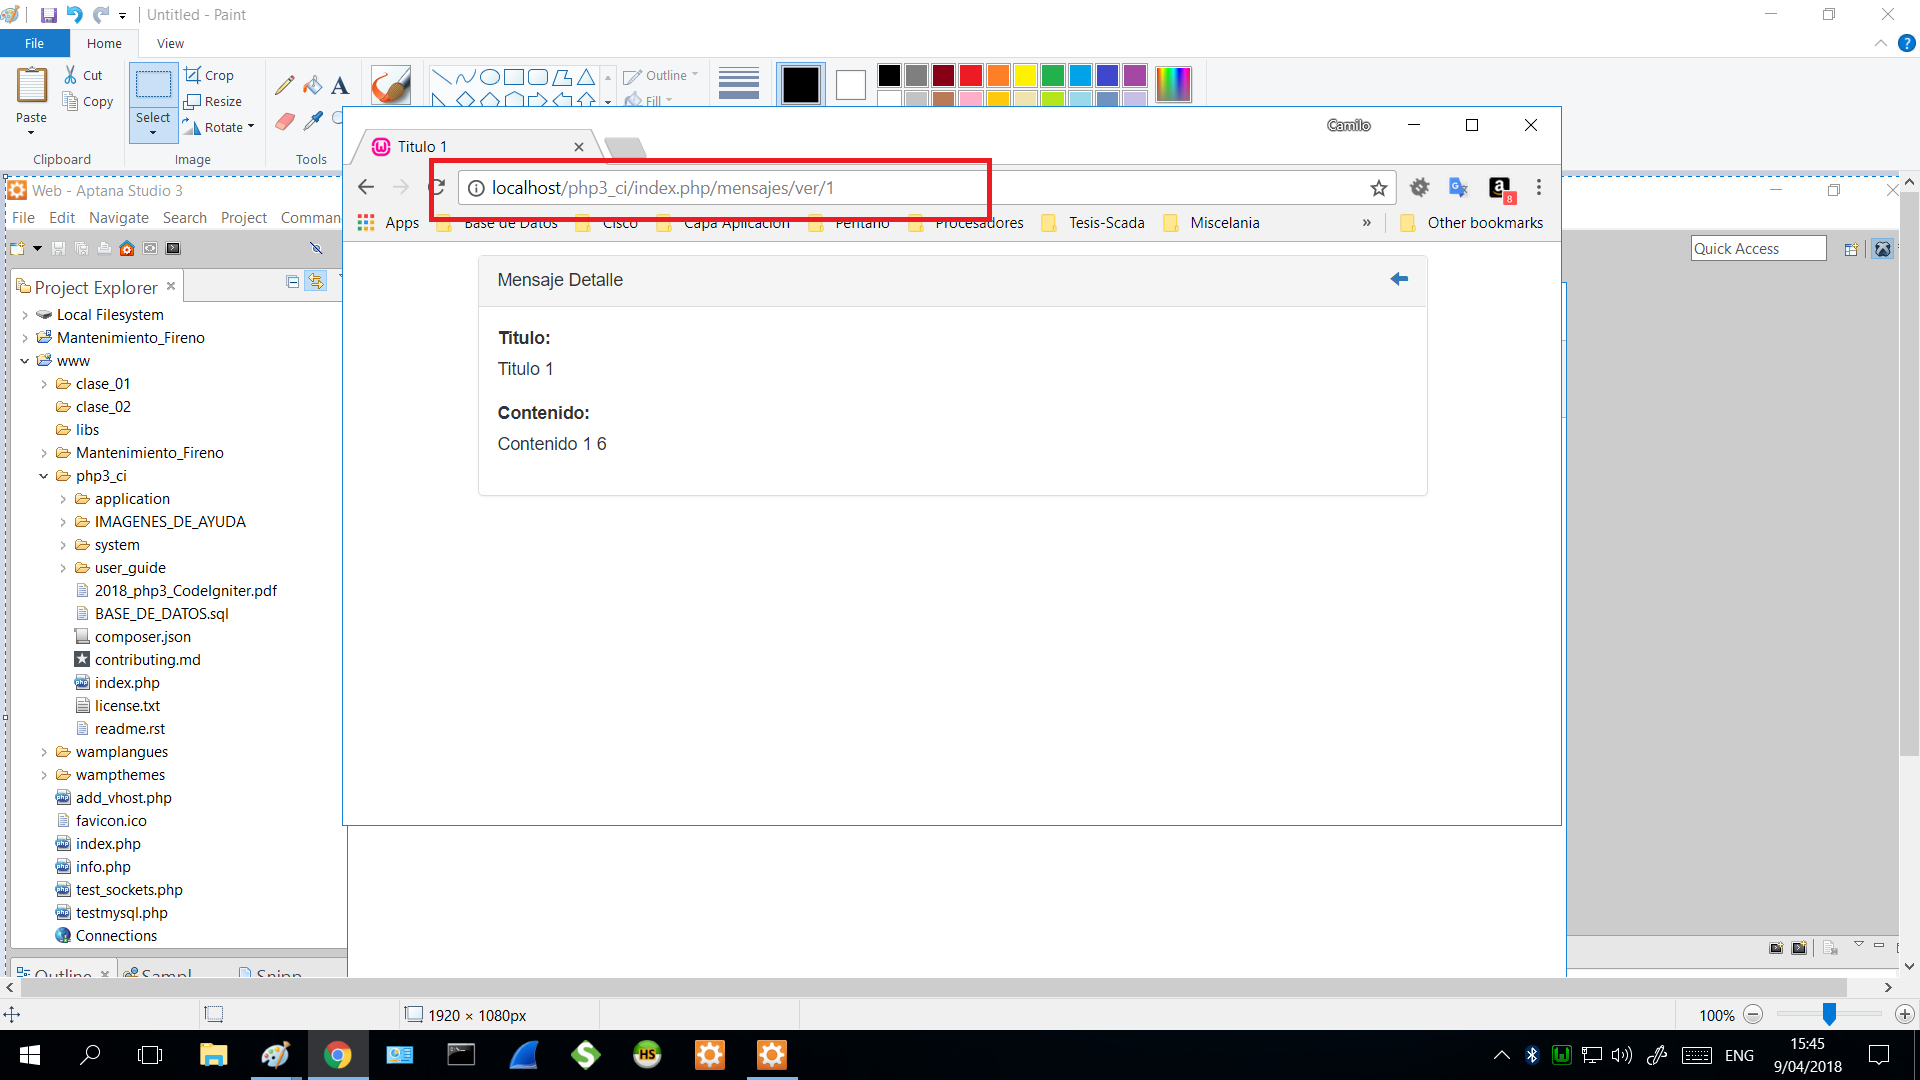 Untitled - Paint
File Home View
Paste
Cut
Copy
Clipboard
Select
Crop
Resize
Rotate
Image
Tools
Outline
Fill
Camilo
Titulo 1
localhost/php3_ci/index.php/mensajes/ver/1
8
Apps
Base de Datos
Cisco
Capa Aplicacion
Pentaho
Procesadores
Tesis-Scada
Miscelania
»
Other bookmarks
Mensaje Detalle
Titulo:
Titulo 1
Contenido:
Contenido 1 6
Web - Aptana Studio 3
File Edit Navigate Search Project Comman
Quick Access
Project Explorer
Local Filesystem
Mantenimiento_Fireno
www
clase_01
clase_02
libs
Mantenimiento_Fireno
php3_ci
application
IMAGENES_DE_AYUDA
system
user_guide
2018_php3_CodeIgniter.pdf
BASE_DE_DATOS.sql
composer.json
contributing.md
index.php
license.txt
readme.rst
wamplangues
wampthemes
add_vhost.php
favicon.ico
index.php
info.php
test_sockets.php
testmysql.php
Connections
Outline
Sampl
Snipp
1920 × 1080px
100%
HS
ENG
15:45
9/04/2018